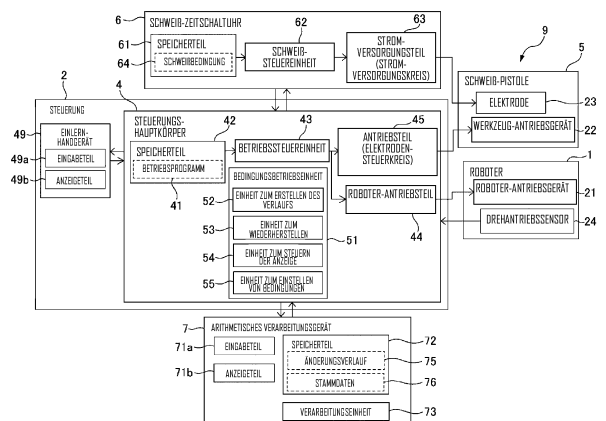 6
SCHWEIß-ZEITSCHALTUHR
61
SPEICHERTEIL
64
SCHWEIßBEDINGUNG
62
SCHWEIß-
STEUEREINHEIT
63
STROM-
VERSORGUNGSTEIL
(STROM-
VERSORGUNGSKREIS)
9
5
SCHWEIß-PISTOLE
ELEKTRODE
23
WERKZEUG-ANTRIEBSGERÄT
22
2
STEUERUNG
49
EINLERN-
HANDGERÄT
49a
EINGABETEIL
49b
ANZEIGETEIL
4
STEUERUNGS-
HAUPTKÖRPER
42
SPEICHERTEIL
BETRIEBSPROGRAMM
41
43
BETRIEBSSTEUEREINHEIT
45
ANTRIEBSTEIL
(ELEKTRODEN-
STEUERKREIS)
ROBOTER-ANTRIEBSTEIL
44
BEDINGUNGSBETRIEBSEINHEIT
52
EINHEIT ZUM ERSTELLEN DES
VERLAUFS
53
EINHEIT ZUM
WIEDERHERSTELLEN
51
54
EINHEIT ZUM STEUERN
DER ANZEIGE
55
EINHEIT ZUM EINSTELLEN
VON BEDINGUNGEN
1
ROBOTER
ROBOTER-ANTRIEBSGERÄT
21
DREHANTRIEBSSENSOR
24
7
ARITHMETISCHES VERARBEITUNGSGERÄT
71a
EINGABETEIL
71b
ANZEIGETEIL
72
SPEICHERTEIL
ÄNDERUNGSVERLAUF
75
STAMMDATEN
76
VERARBEITUNGSEINHEIT
73